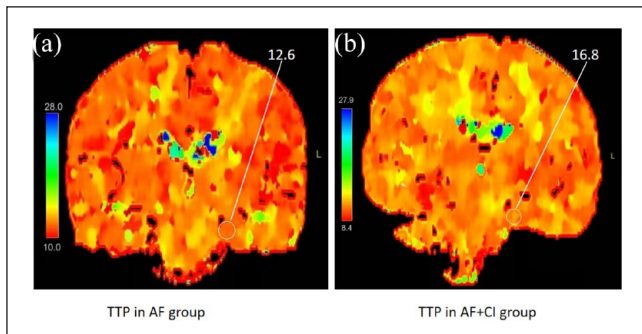 (a)
12.6
28.0
10.0
L
TTP in AF group
(b)
16.8
27.9
8.4
L
TTP in AF+CI group